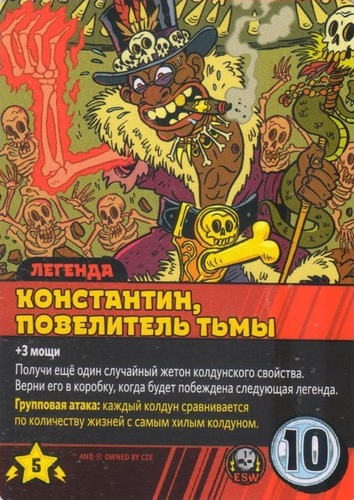 ЛЕГЕНДА
КОНСТАНТИН,
ПОВЕЛИТЕЛЬ ТЬМЫ
+3 мощи
Получи ещё один случайный жетон колдунского свойства.
Верни его в коробку, когда будет побеждена следующая легенда.
Групповая атака: каждый колдун сравнивается
по количеству жизней с самым хилым колдуном.
5
™ AND ® OWNED BY CZE
ESW
10